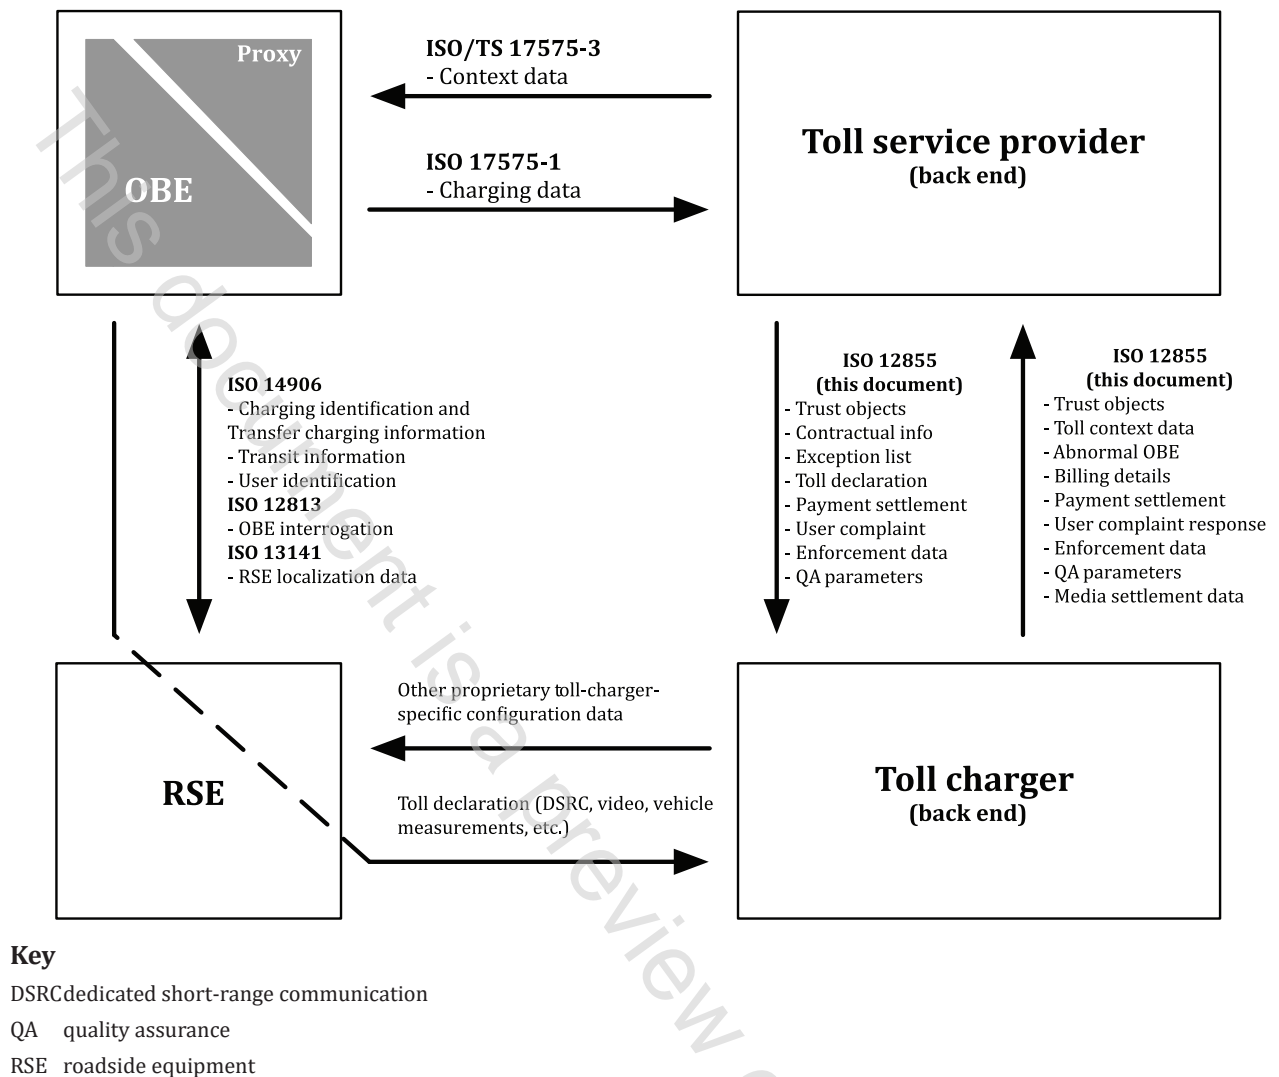 Proxy
OBE
ISO/TS 17575-3
- Context data
ISO 17575-1
- Charging data
Toll service provider
(back end)
ISO 14906
- Charging identification and
Transfer charging information
- Transit information
- User identification
ISO 12813
- OBE interrogation
ISO 13141
- RSE localization data
ISO 12855
(this document)
- Trust objects
- Contractual info
- Exception list
- Toll declaration
- Payment settlement
- User complaint
- Enforcement data
- QA parameters
ISO 12855
(this document)
- Trust objects
- Toll context data
- Abnormal OBE
- Billing details
- Payment settlement
- User complaint response
- Enforcement data
- QA parameters
- Media settlement data
RSE
Other proprietary toll-charger-
specific configuration data
Toll declaration (DSRC, video, vehicle
measurements, etc.)
Toll charger
(back end)
Key
DSRC dedicated short-range communication
QA quality assurance
RSE roadside equipment
This document is a preview